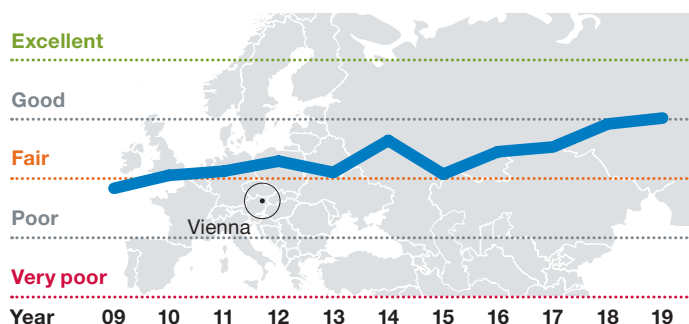 Excellent
Good
Fair
Poor
Vienna
Very poor
Year 09 10 11 12 13 14 15 16 17 18 19